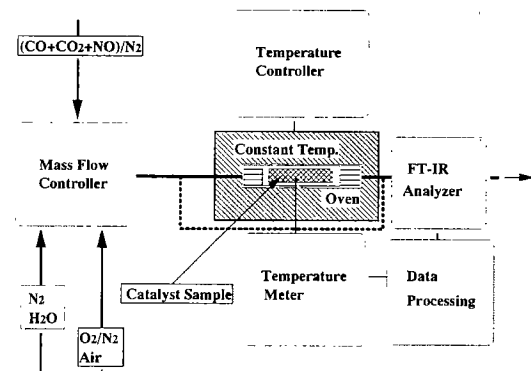 (CO+CO2+NO)/N2
Temperature
Controller
Mass Flow
Controller
Constant Temp.
Oven
FT-IR
Analyzer
N2
H2O
O2/N2
Air
Catalyst Sample
Temperature
Meter
Data
Processing